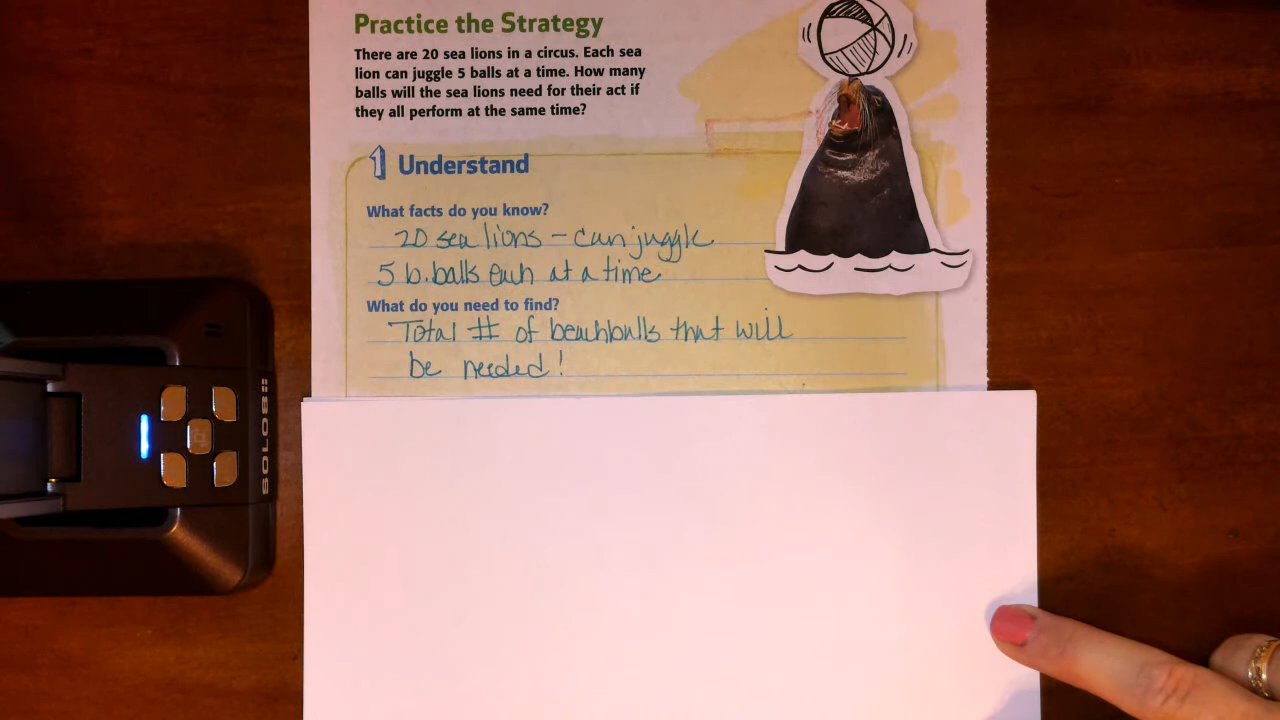 Practice the Strategy
There are 20 sea lions in a circus. Each sea
lion can juggle 5 balls at a time. How many
balls will the sea lions need for their act if
they all perform at the same time?
1 Understand
What facts do you know?
20 sea lions – can juggle
5 b.balls each at a time
What do you need to find?
Total # of beachballs that will
be needed!
SOLO8